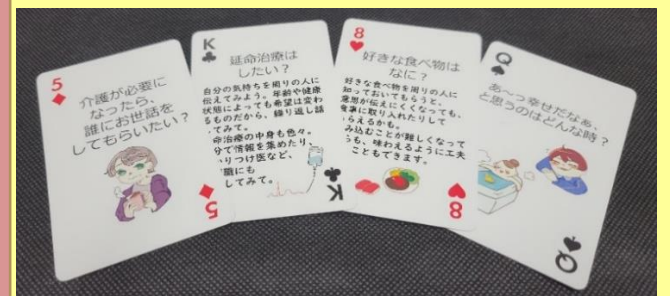 5
介護が必要に
なったら、
誰にお世話を
してもらいたい?
5
K
延命治療は
したい?
自分の気持ちを周りの人に
伝えてみよう。年齢や健康
状態によっても希望は変わ
るものだから、繰り返し話
してみて。
命治療の中身も色々。
分で情報を集めたり、
りつけ医など、
職にも
してみて。
K
8
好きな食べ物は
なに?
好きな食べ物を周りの人に
知っておいてもらうと、
意思が伝えにくくなっても、
食事に取り入れたりして
らえるかも。
み込むことが難しくなって
も、味わえるように工夫
こともできます。
8
Q
あ~っ幸せだなぁ、
と思うのはどんな時?
Q